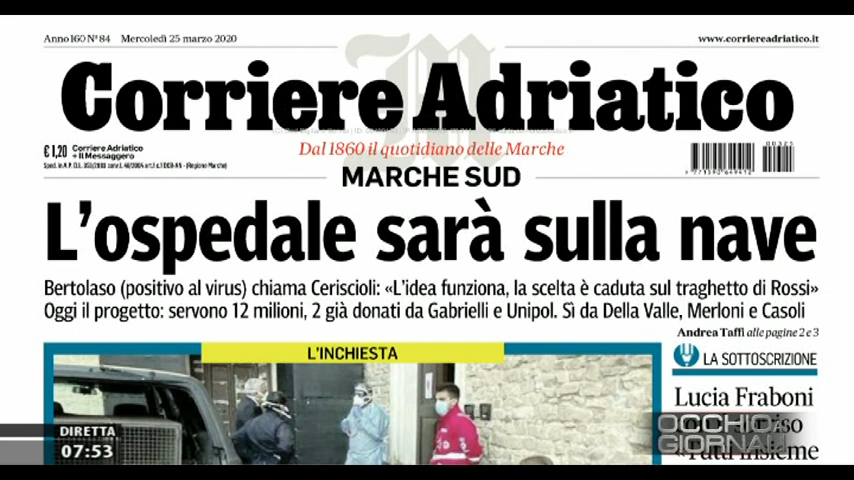 Anno 160 N° 84 Mercoledì 25 marzo 2020
www.corriereadriatico.it
Corriere Adriatico
€ 1,20 Corriere Adriatico
+ Il Messaggero
Dal 1860 il quotidiano delle Marche
MARCHE SUD
L'ospedale sarà sulla nave
Bertolaso (positivo al virus) chiama Ceriscioli: «L'idea funziona, la scelta è caduta sul traghetto di Rossi»
Oggi il progetto: servono 12 milioni, 2 già donati da Gabrielli e Unipol. Sì da Della Valle, Merloni e Casoli
Andrea Taffi alle pagine 2 e 3
L'INCHIESTA
LA SOTTOSCRIZIONE
Lucia Fraboni
«Tutti insieme
DIRETTA
07:53
OCCHIO AI
GIORNALI